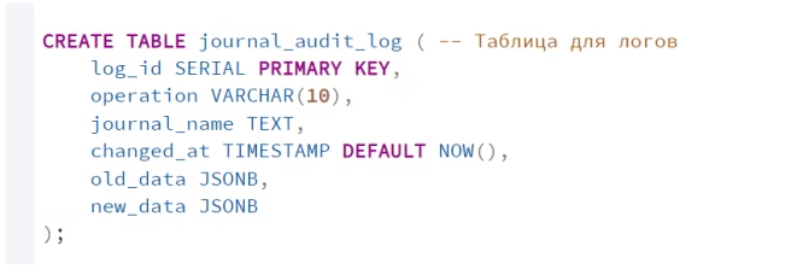 CREATE TABLE journal_audit_log ( -- Таблица для логов
    log_id SERIAL PRIMARY KEY,
    operation VARCHAR(10),
    journal_name TEXT,
    changed_at TIMESTAMP DEFAULT NOW(),
    old_data JSONB,
    new_data JSONB
);